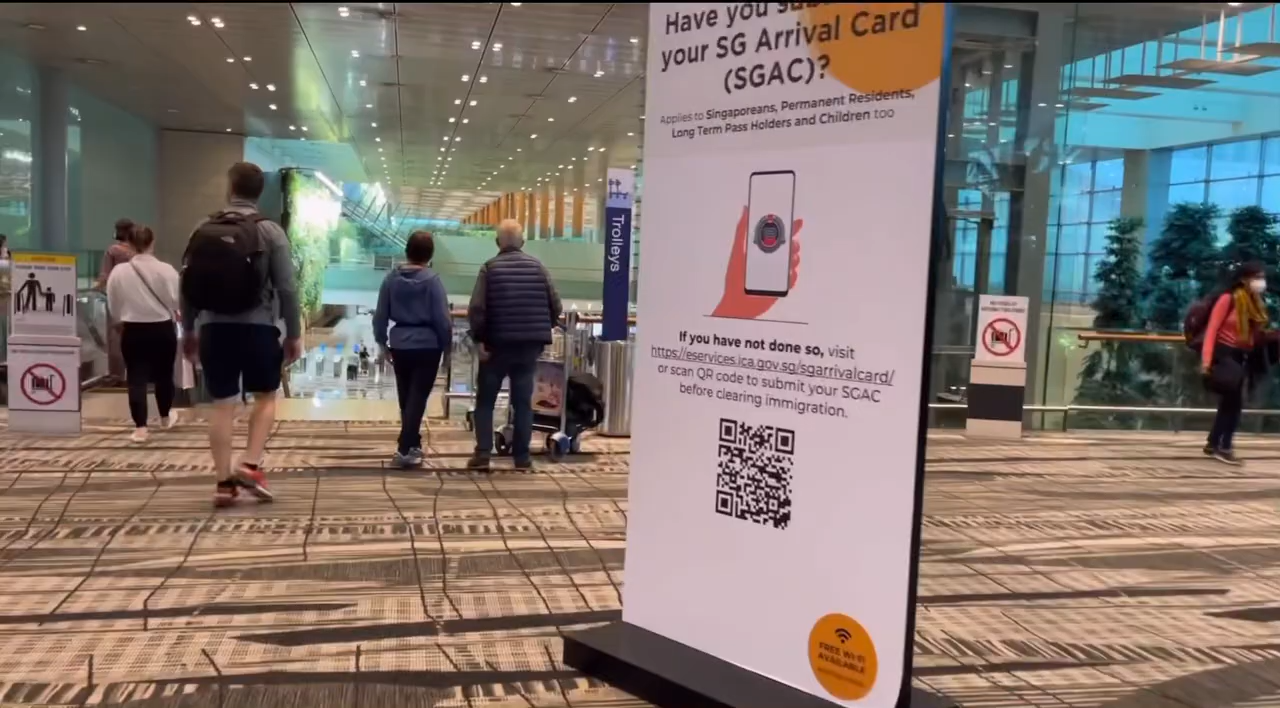 Have you
your SG Arrival Card
(SGAC)?
Applies to Singaporeans, Permanent Residents,
Long Term Pass Holders and Children too
If you have not done so, visit
https://eservices.ica.gov.sg/sgarrivalcard/
or scan QR code to submit your SGAC
before clearing immigration.
FREE WI-FI
AVAILABLE
Trolleys